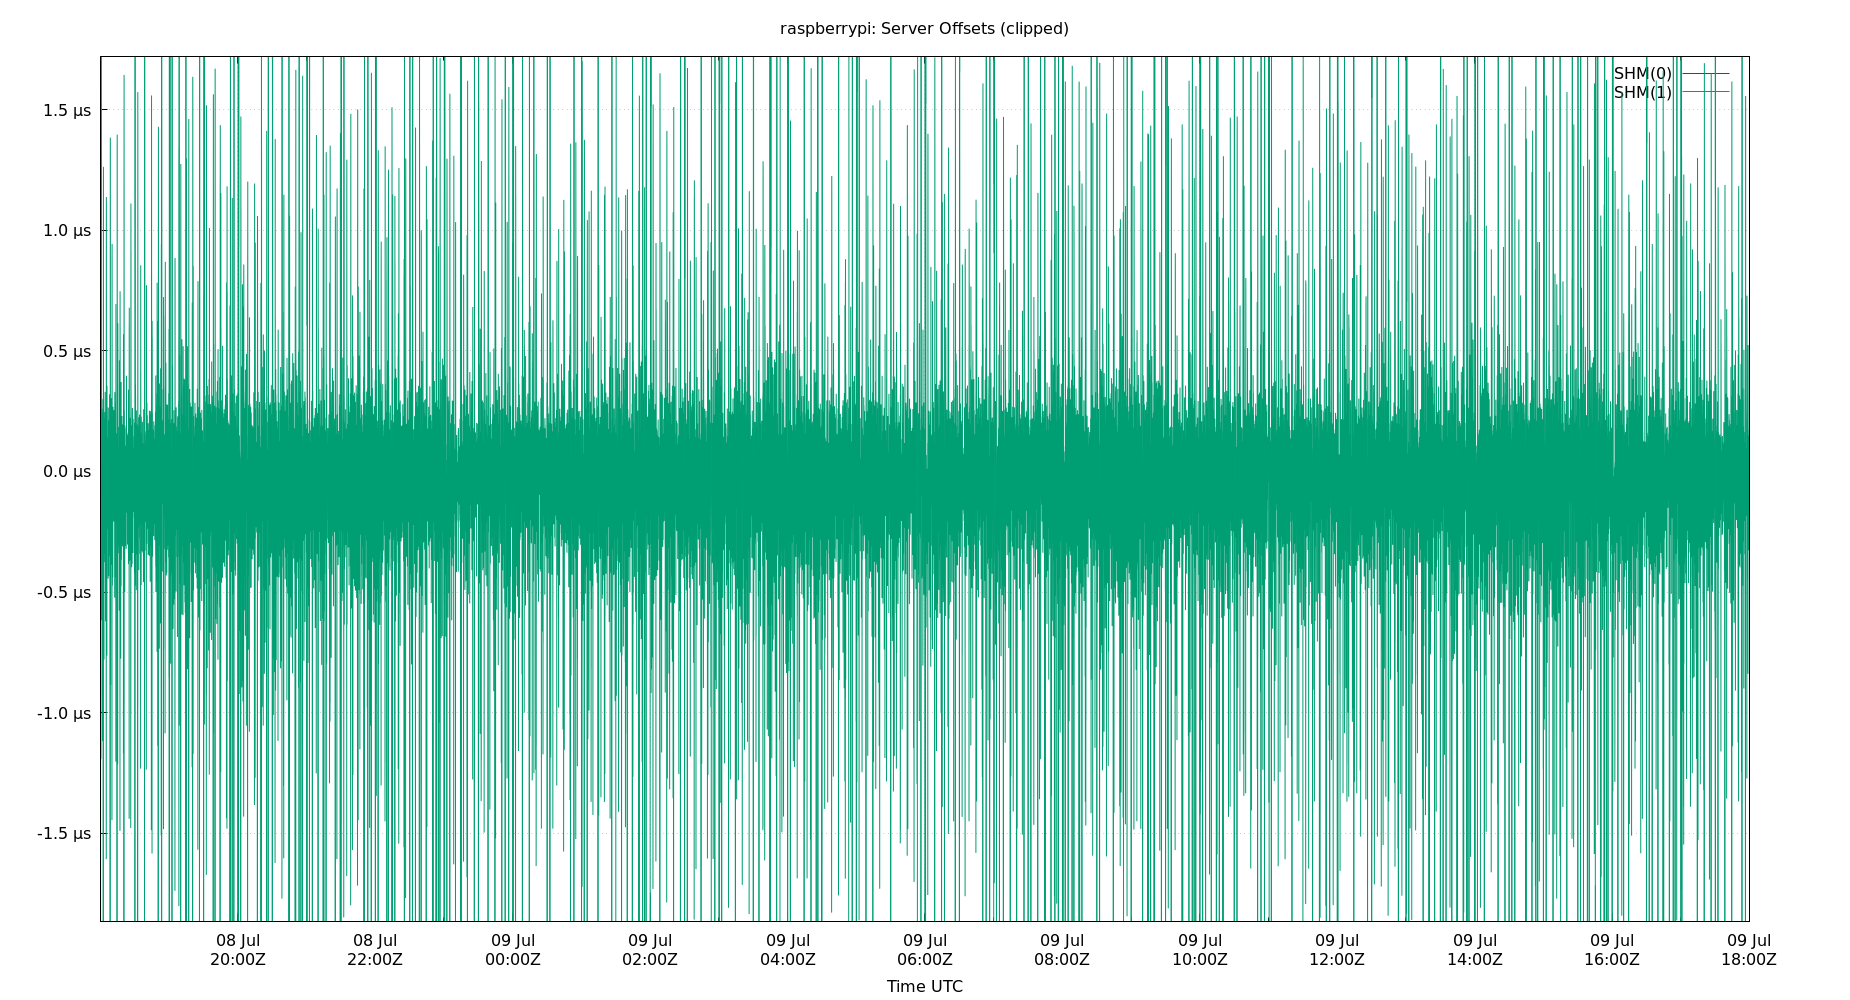 raspberrypi: Server Offsets (clipped)
SHM(0)
SHM(1)
1.5 µs
1.0 µs
0.5 µs
0.0 µs
-0.5 µs
-1.0 µs
-1.5 µs
08 Jul 08 Jul 09 Jul 09 Jul 09 Jul 09 Jul 09 Jul 09 Jul 09 Jul 09 Jul 09 Jul 09 Jul
20:00Z 22:00Z 00:00Z 02:00Z 04:00Z 06:00Z 08:00Z 10:00Z 12:00Z 14:00Z 16:00Z 18:00Z
Time UTC